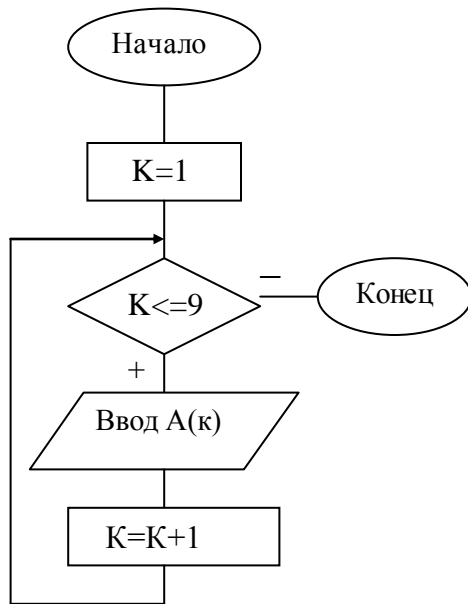 Начало
K=1
K<=9
–
Конец
+
Ввод А(к)
К=К+1